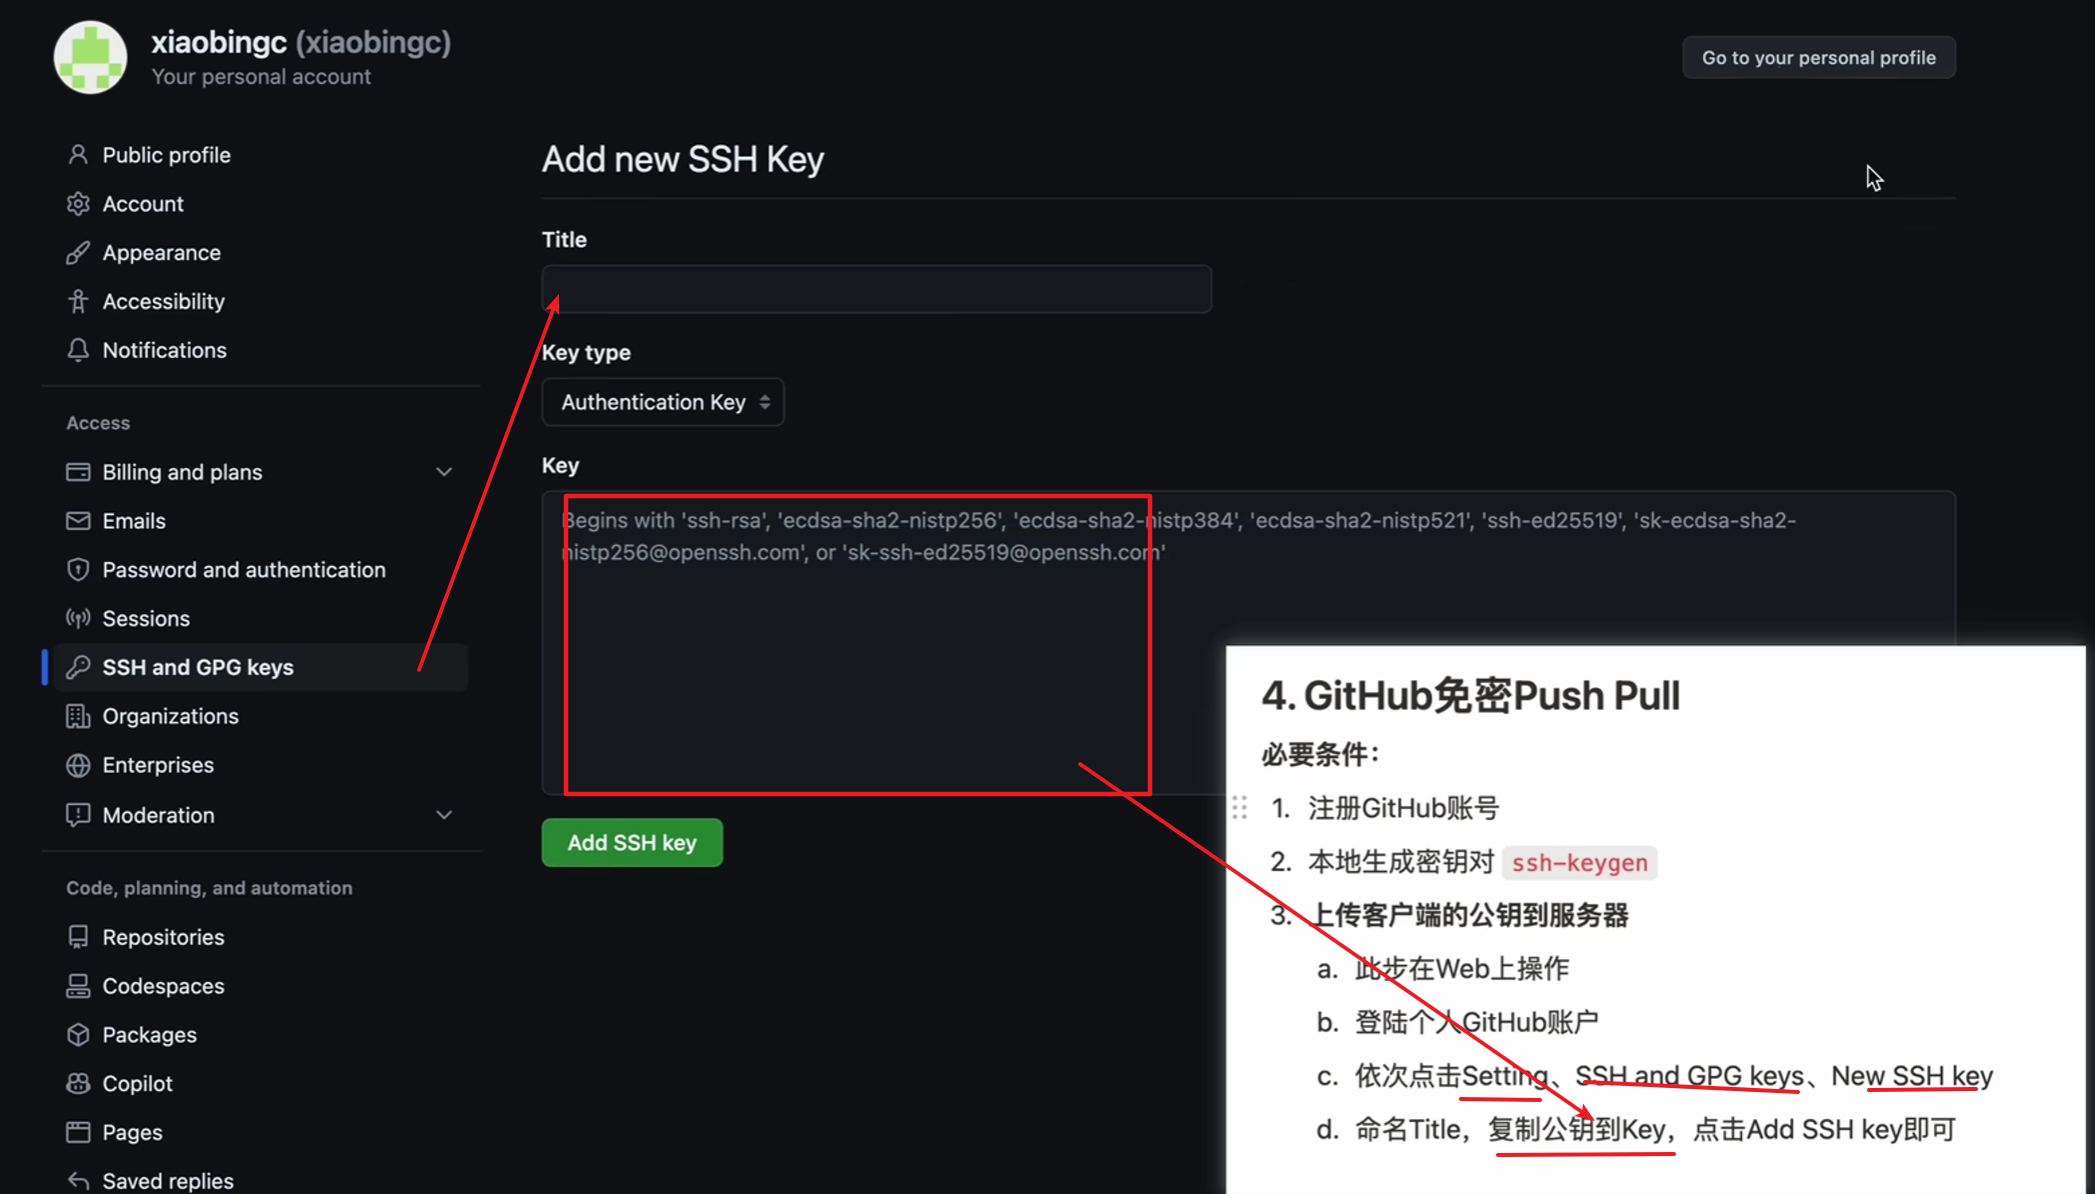 xiaobingc (xiaobingc)
Your personal account
Go to your personal profile
Public profile
Account
Appearance
Accessibility
Notifications
Access
Billing and plans
Emails
Password and authentication
Sessions
SSH and GPG keys
Organizations
Enterprises
Moderation
Code, planning, and automation
Repositories
Codespaces
Packages
Copilot
Pages
Saved replies
Add new SSH Key
Title
Key type
Authentication Key
Key
Begins with 'ssh-rsa', 'ecdsa-sha2-nistp256', 'ecdsa-sha2-nistp384', 'ecdsa-sha2-nistp521', 'ssh-ed25519', 'sk-ecdsa-sha2-
nistp256@openssh.com', or 'sk-ssh-ed25519@openssh.com'
Add SSH key
4. GitHub免密Push Pull
必要条件：
1. 注册GitHub账号
2. 本地生成密钥对 ssh-keygen
3. 上传客户端的公钥到服务器
a. 此步在Web上操作
b. 登陆个人GitHub账户
c. 依次点击Setting、SSH and GPG keys、New SSH key
d. 命名Title，复制公钥到Key，点击Add SSH key即可